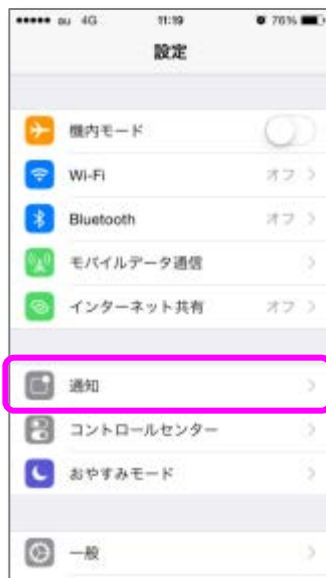 au 4G 11:19 76%
設定
機内モード
Wi-Fi オフ
Bluetooth オフ
モバイルデータ通信
インターネット共有 オフ
通知
コントロールセンター
おやすみモード
一般